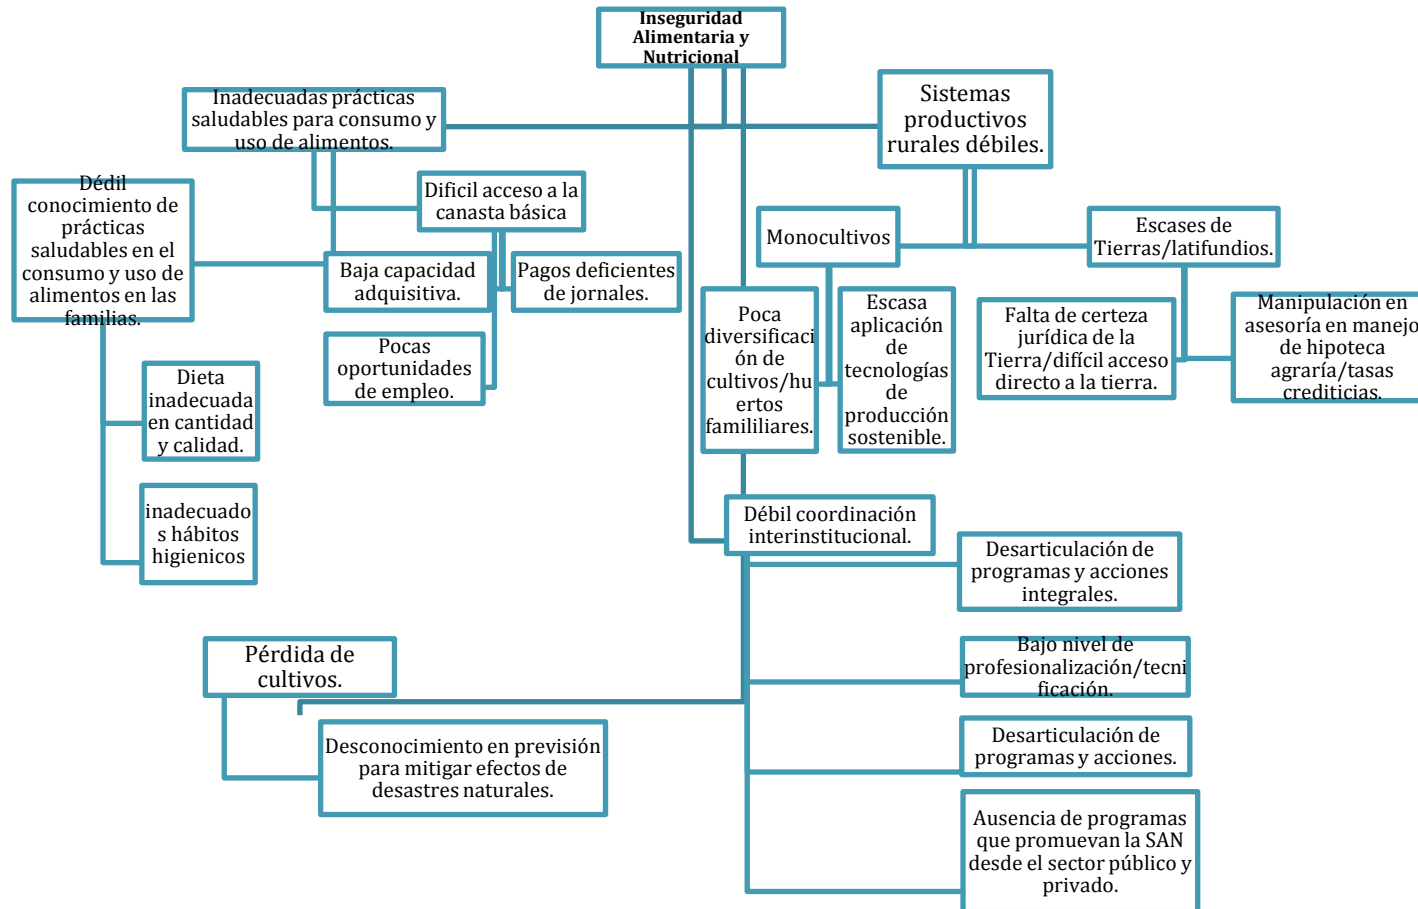 Inseguridad
Alimentaria y
Nutricional
Inadecuadas prácticas
saludables para consumo y
uso de alimentos.
Sistemas
productivos
rurales débiles.
Dédil
conocimiento de
prácticas
saludables en el
consumo y uso de
alimentos en las
familias.
Dificil acceso a la
canasta básica
Monocultivos
Escases de
Tierras/latifundios.
Baja capacidad
adquisitiva.
Pagos deficientes
de jornales.
Poca
diversificaci
ón de
cultivos/hu
ertos
famililiares.
Escasa
aplicación
de
tecnologías
de
producción
sostenible.
Falta de certeza
jurídica de la
Tierra/difícil acceso
directo a la tierra.
Manipulación en
asesoría en manejo
de hipoteca
agraría/tasas
crediticias.
Pocas
oportunidades
de empleo.
Dieta
inadecuada
en cantidad
y calidad.
inadecuado
s hábitos
higienicos
Débil coordinación
interinstitucional.
Desarticulación de
programas y acciones
integrales.
Bajo nivel de
profesionalización/tecni
ficación.
Pérdida de
cultivos.
Desconocimiento en previsión
para mitigar efectos de
desastres naturales.
Desarticulación de
programas y acciones.
Ausencia de programas
que promuevan la SAN
desde el sector público y
privado.